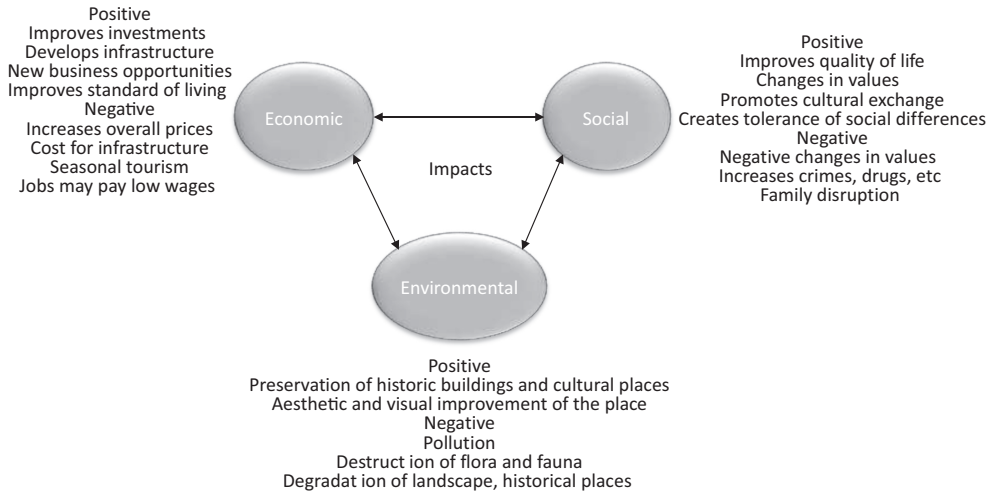 Positive
Improves investments
Develops infrastructure
New business opportunities
Improves standard of living
Negative
Increases overall prices
Cost for infrastructure
Seasonal tourism
Jobs may pay low wages
Economic
Impacts
Social
Positive
Improves quality of life
Changes in values
Promotes cultural exchange
Creates tolerance of social differences
Negative
Negative changes in values
Increases crimes, drugs, etc
Family disruption
Environmental
Positive
Preservation of historic buildings and cultural places
Aesthetic and visual improvement of the place
Negative
Pollution
Destruct ion of flora and fauna
Degradat ion of landscape, historical places